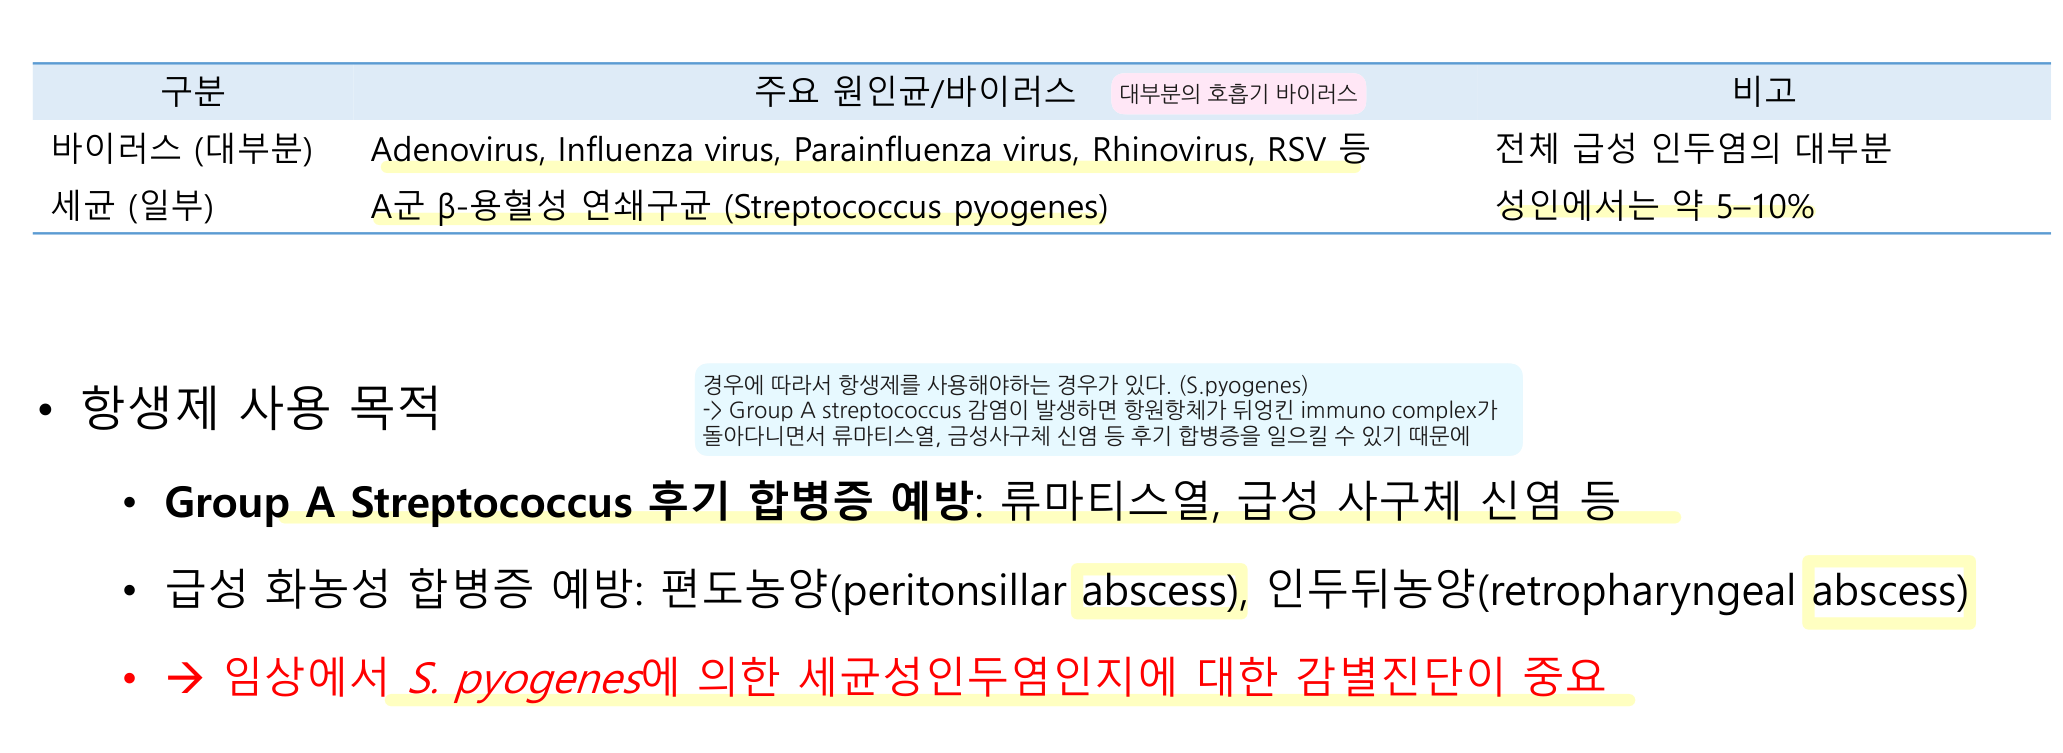 구분 주요 원인균/바이러스 대부분의 호흡기 바이러스 비고
바이러스 (대부분) Adenovirus, Influenza virus, Parainfluenza virus, Rhinovirus, RSV 등 전체 급성 인두염의 대부분
세균 (일부) A군 β-용혈성 연쇄구균 (Streptococcus pyogenes) 성인에서는 약 5–10%
• 항생제 사용 목적
경우에 따라서 항생제를 사용해야하는 경우가 있다. (S.pyogenes)
-> Group A streptococcus 감염이 발생하면 항원항체가 뒤엉킨 immuno complex가
돌아다니면서 류마티스열, 금성사구체 신염 등 후기 합병증을 일으킬 수 있기 때문에
• Group A Streptococcus 후기 합병증 예방: 류마티스열, 급성 사구체 신염 등
• 급성 화농성 합병증 예방: 편도농양(peritonsillar abscess), 인두뒤농양(retropharyngeal abscess)
• → 임상에서 S. pyogenes에 의한 세균성인두염인지에 대한 감별진단이 중요